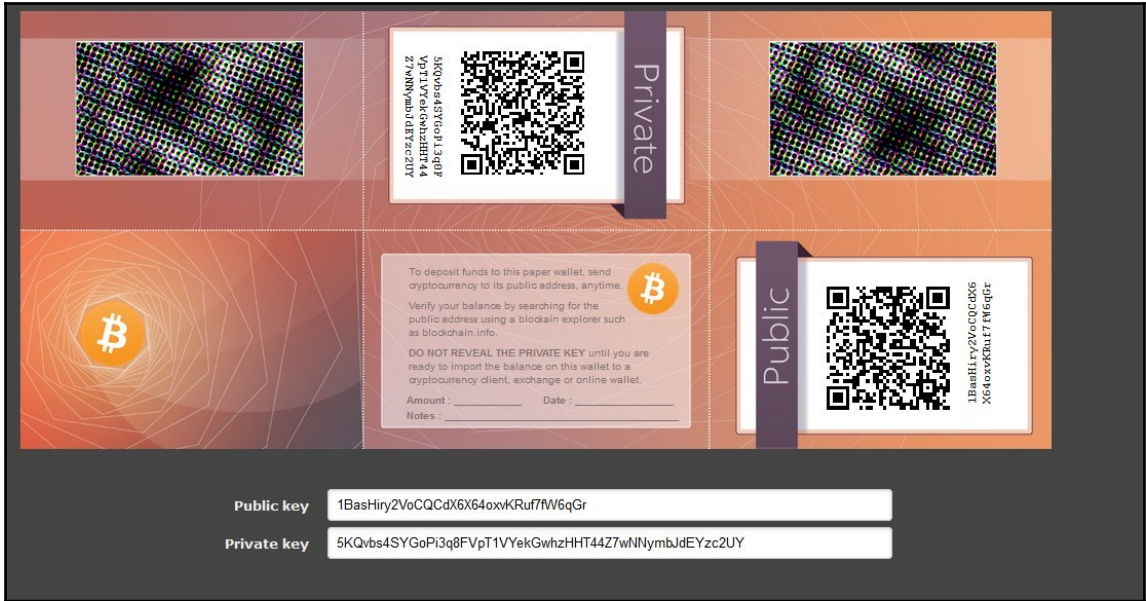 5KQvbs4SYGoPi3q8F
VpT1VYekGwhzHHT44
Z7wNNymbJdEYzc2UY
Private
To deposit funds to this paper wallet, send
cryptocurrency to its public address, anytime.
Verify your balance by searching for the
public address using a blockain explorer such
as blockchain.info.
DO NOT REVEAL THE PRIVATE KEY until you are
ready to import the balance on this wallet to a
cryptocurrency client, exchange or online wallet.
Amount : ____________ Date : ____________
Notes : ____________
Public
1BasHiry2VoCQCdX6
X64oxvKRuf7fW6qGr
Public key 1BasHiry2VoCQCdX6X64oxvKRuf7fW6qGr
Private key 5KQvbs4SYGoPi3q8FVpT1VYekGwhzHHT44Z7wNNymbJdEYzc2UY